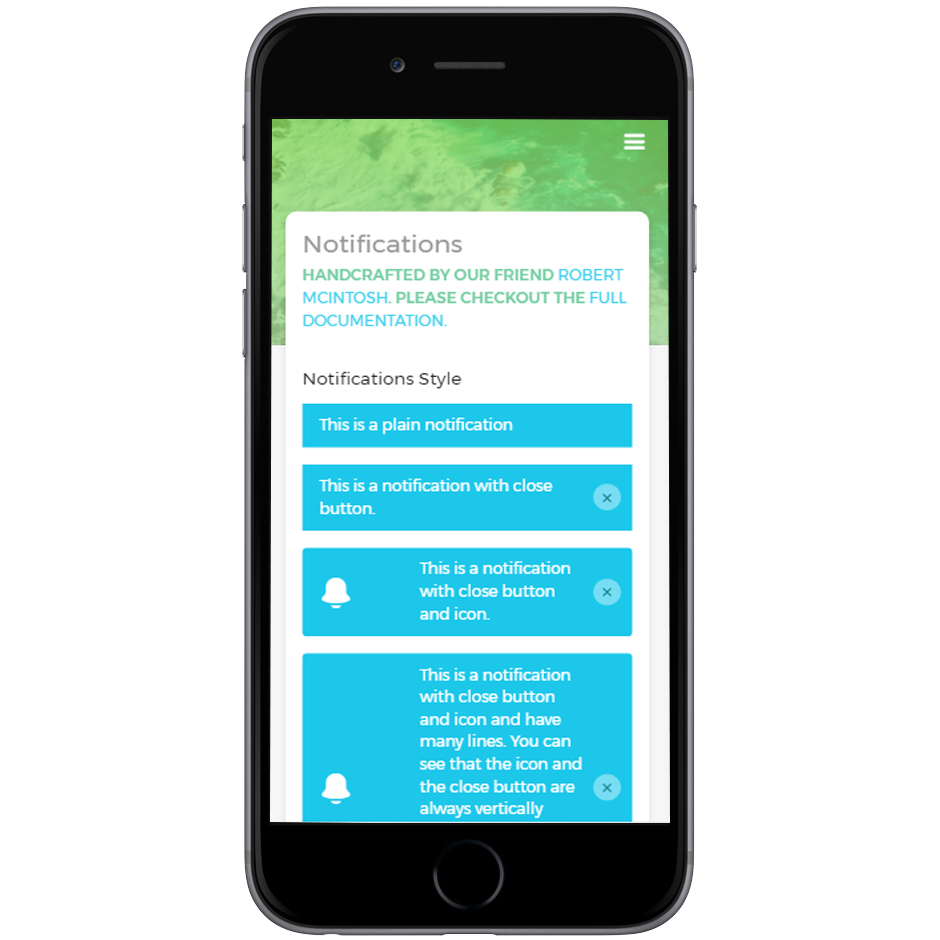 Notifications
HANDCRAFTED BY OUR FRIEND ROBERT
MCINTOSH. PLEASE CHECKOUT THE FULL
DOCUMENTATION.
Notifications Style
This is a plain notification
This is a notification with close
button.
This is a notification
with close button
and icon.
This is a notification
with close button
and icon and have
many lines. You can
see that the icon and
the close button are
always vertically